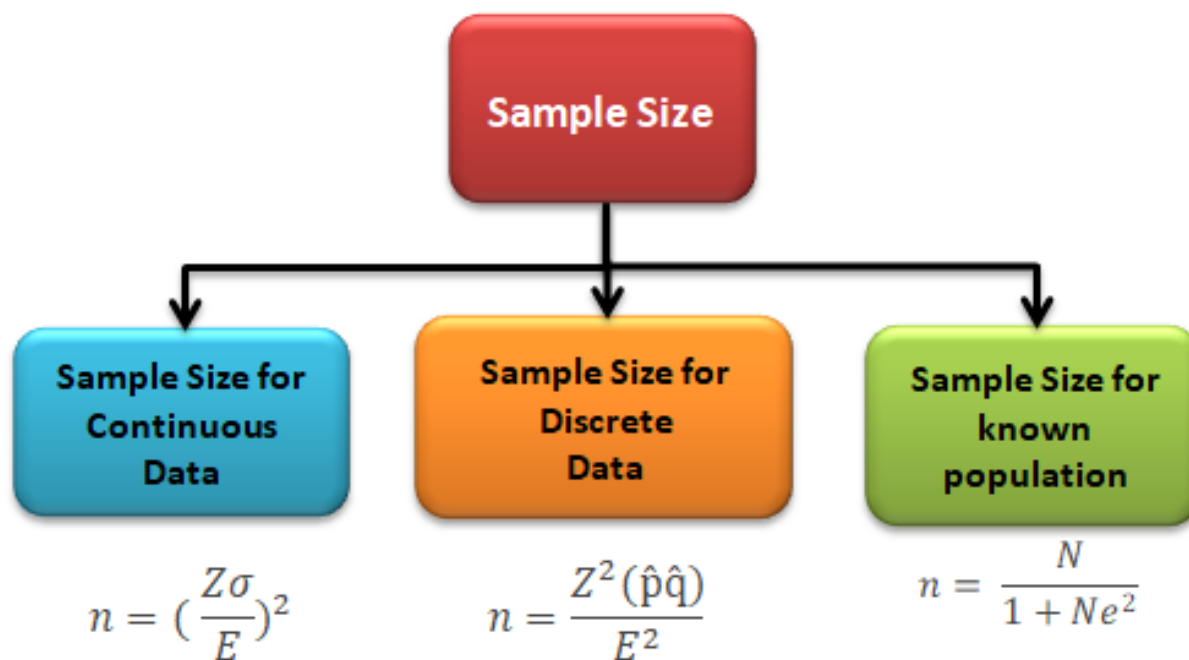 Sample Size
Sample Size for
Continuous
Data
Sample Size for
Discrete
Data
Sample Size for
known
population
n = ( Zσ / E )²
n = Z² (p̂q̂) / E²
n = N / 1 + Ne²